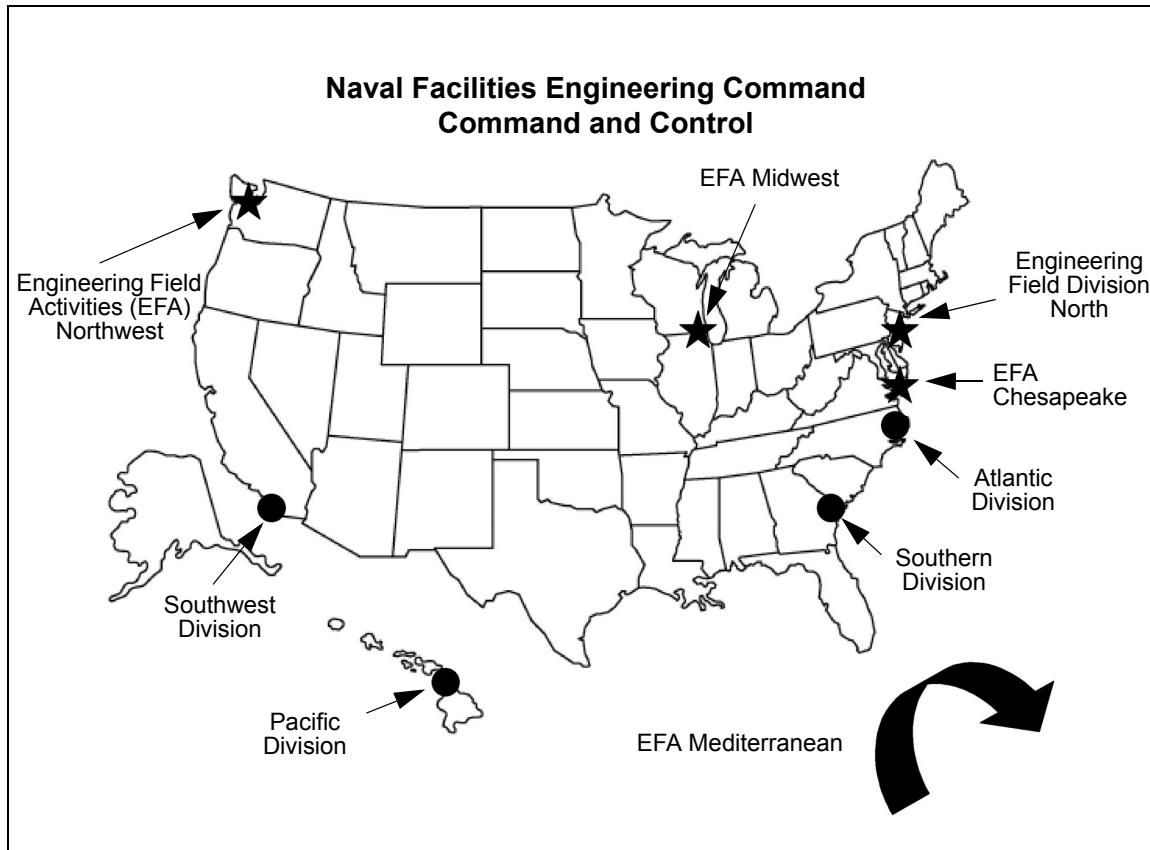 Naval Facilities Engineering Command
Command and Control
EFA Midwest
Engineering Field
Activities (EFA)
Northwest
Engineering
Field Division
North
EFA
Chesapeake
Atlantic
Division
Southern
Division
Southwest
Division
Pacific
Division
EFA Mediterranean